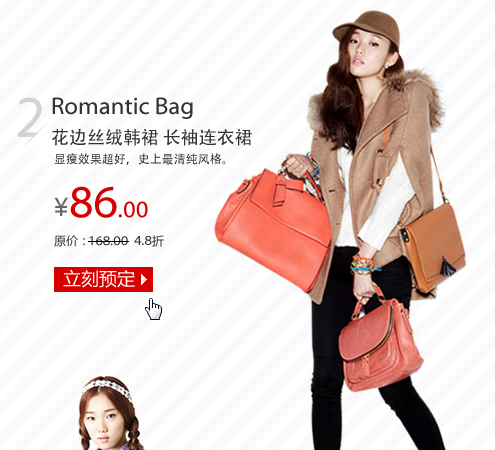 2
Romantic Bag
花边丝绒韩裙 长袖连衣裙
显瘦效果超好，史上最清纯风格。
¥86.00
原价：168.00 4.8折
立刻预定